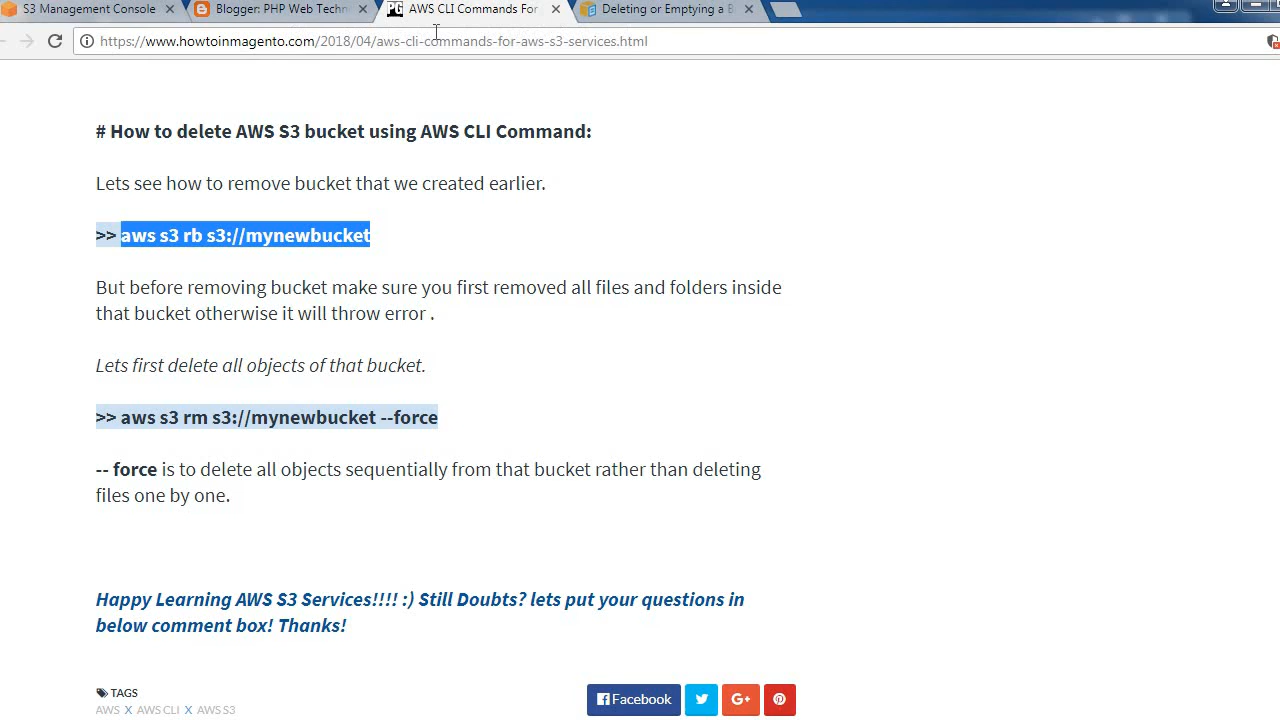 S3 Management Console
Blogger: PHP Web Techn
AWS CLI Commands For
Deleting or Emptying a B
https://www.howtoinmagento.com/2018/04/aws-cli-commands-for-aws-s3-services.html
# How to delete AWS S3 bucket using AWS CLI Command:
Lets see how to remove bucket that we created earlier.
>> aws s3 rb s3://mynewbucket
But before removing bucket make sure you first removed all files and folders inside
that bucket otherwise it will throw error .
Lets first delete all objects of that bucket.
>> aws s3 rm s3://mynewbucket --force
-- force is to delete all objects sequentially from that bucket rather than deleting
files one by one.
Happy Learning AWS S3 Services!!!! :) Still Doubts? lets put your questions in
below comment box! Thanks!
TAGS
AWS X AWS CLI X AWS S3
Facebook
G+